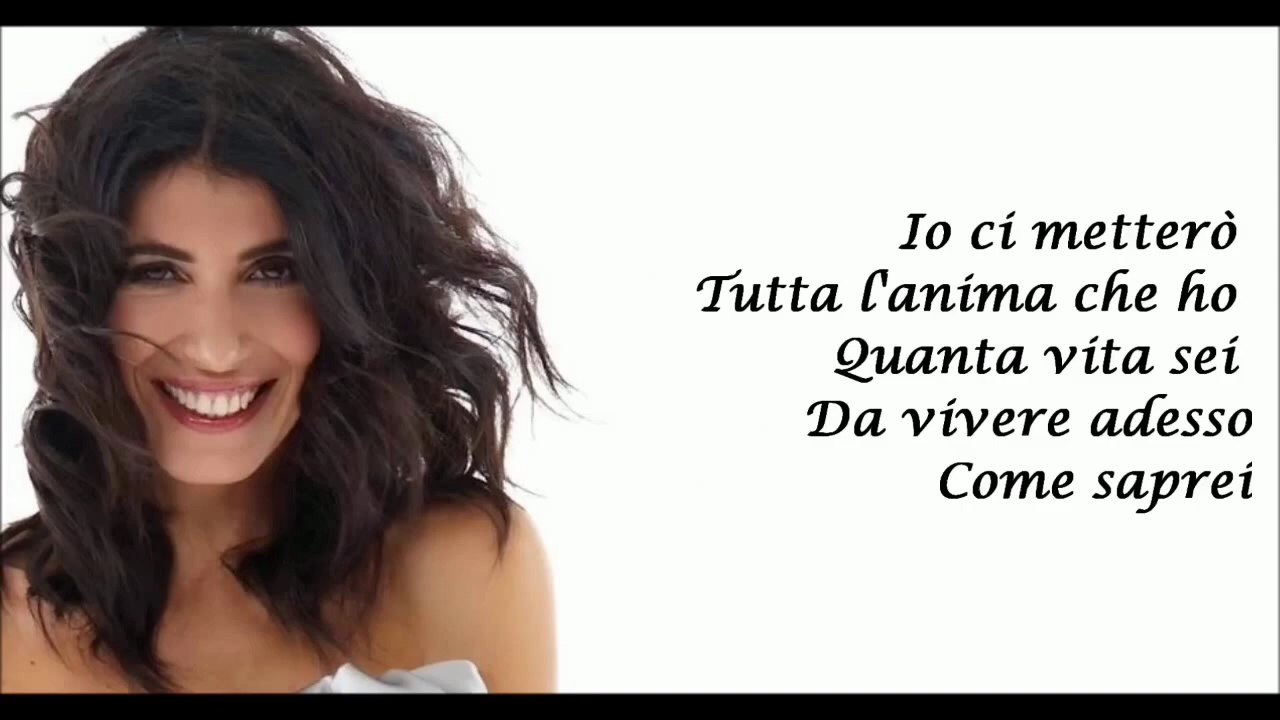 Io ci metterò
Tutta l'anima che ho
Quanta vita sei
Da vivere adesso
Come saprei